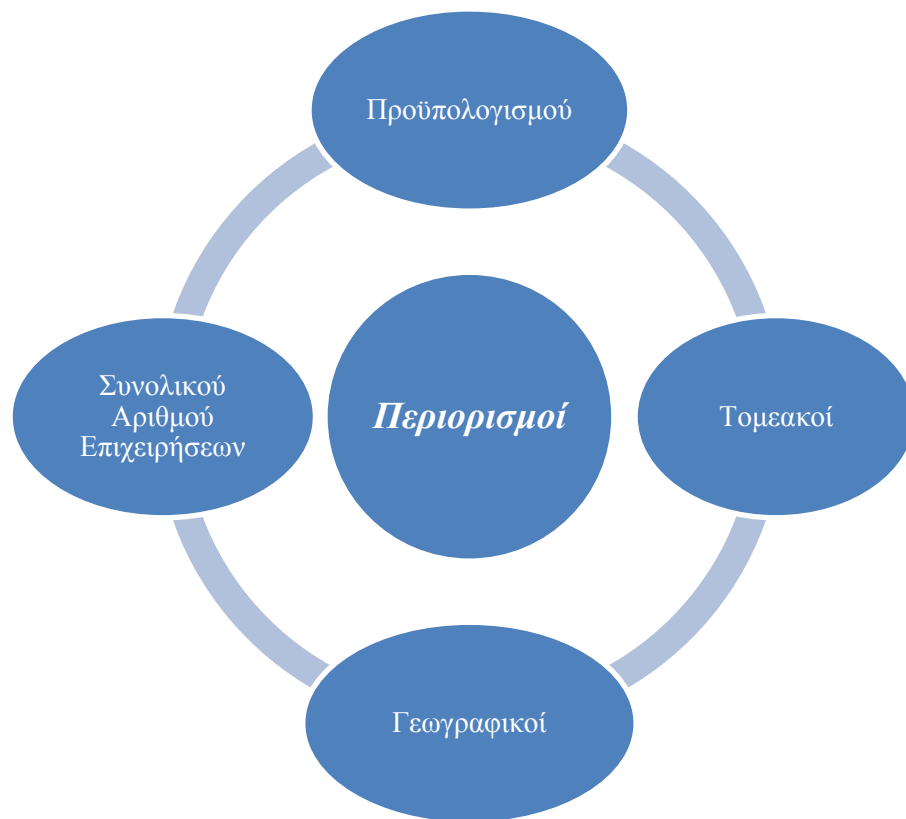 Προϋπολογισμού
Συνολικού
Αριθμού
Επιχειρήσεων
Περιορισμοί
Τομεακοί
Γεωγραφικοί